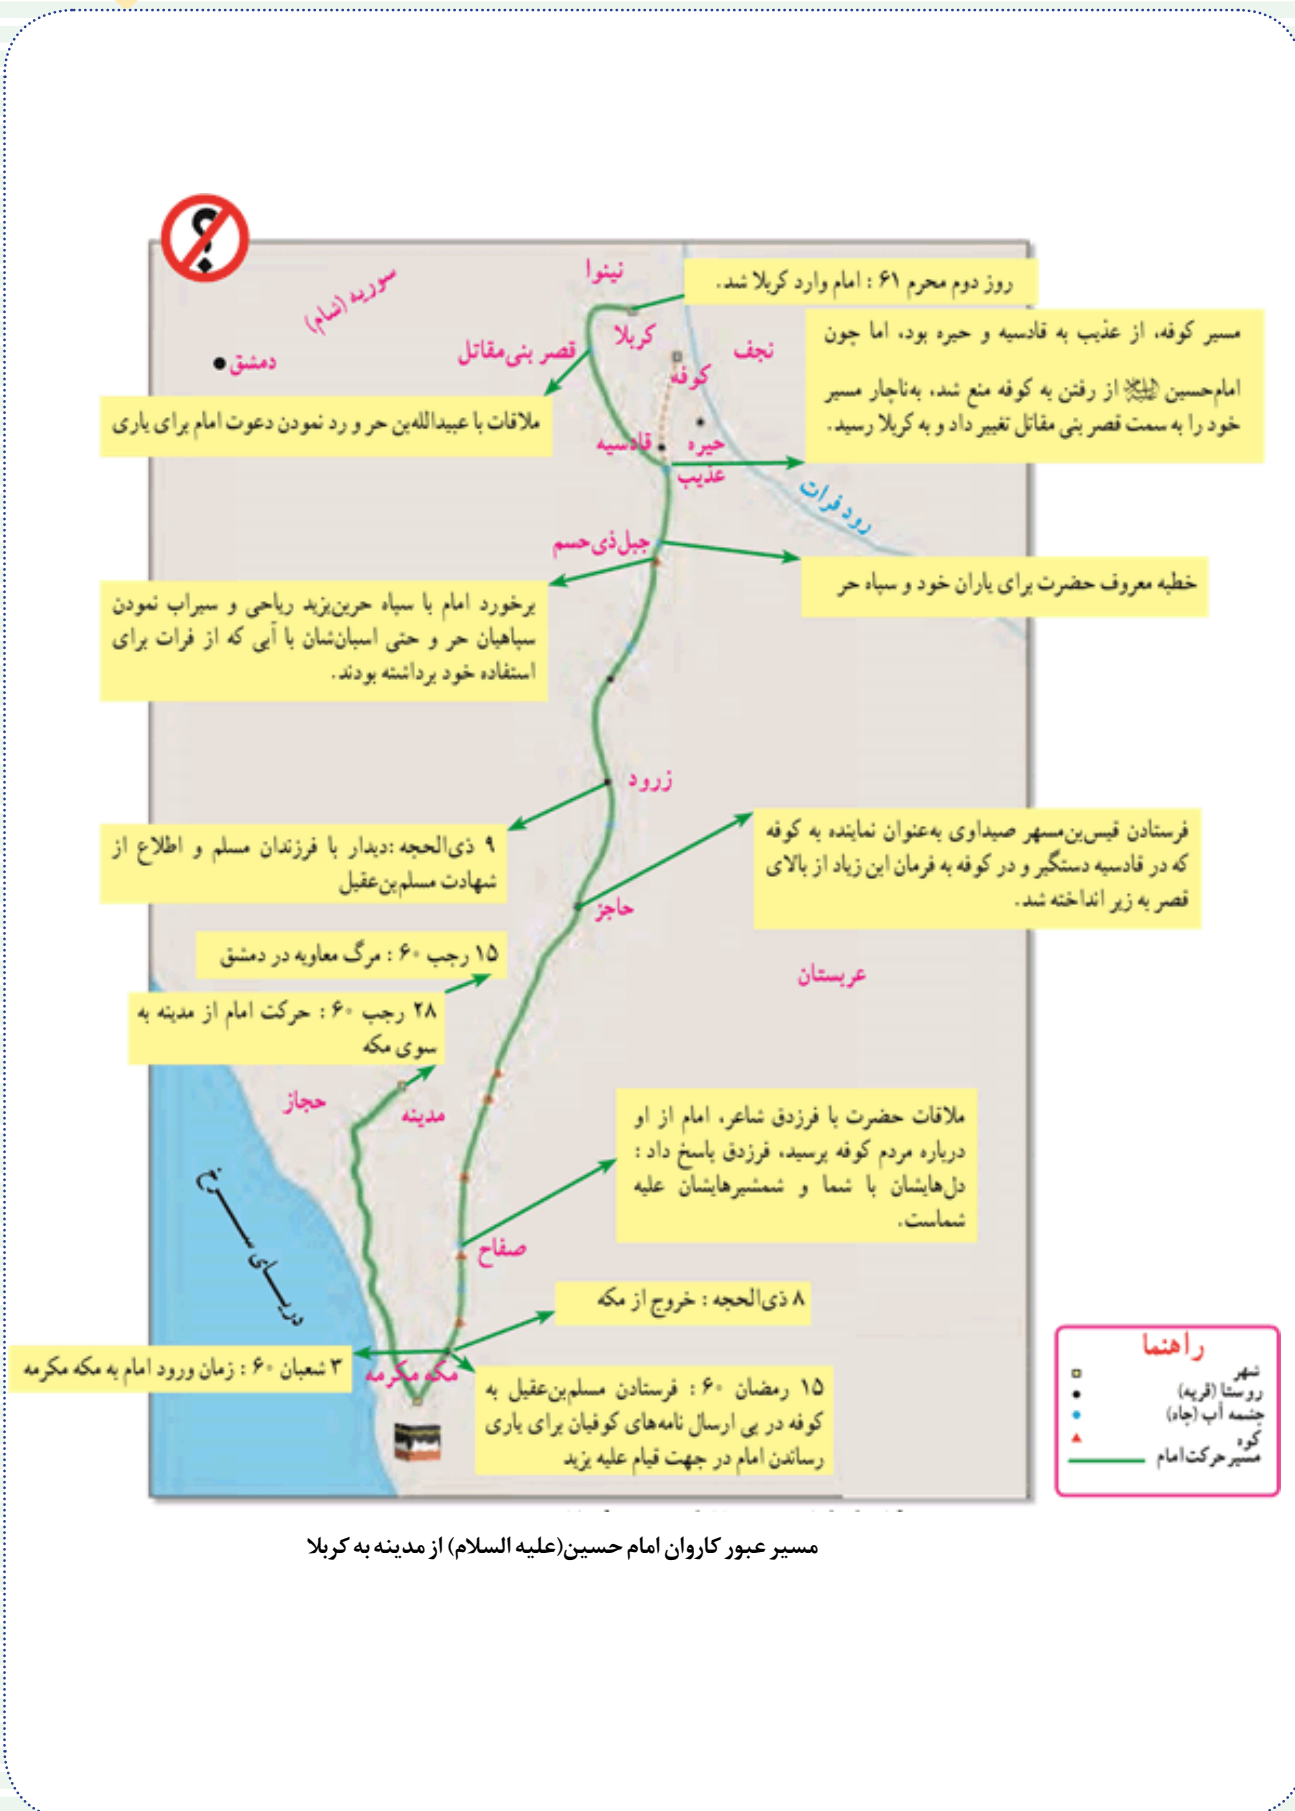 ؟
نینوا
سوریه (شام)
روز دوم محرم ۶۱ : امام وارد کربلا شد.
کربلا
نجف
قصر بنی‌مقاتل
دمشق
کوفه
مسیر کوفه، از عذیب به قادسیه و حیره بود، اما چون
امام‌حسین علیه‌السلام از رفتن به کوفه منع شد، به‌ناچار مسیر
خود را به سمت قصر بنی مقاتل تغییر داد و به کربلا رسید.
ملاقات با عبیدالله‌بن حر و رد نمودن دعوت امام برای یاری
حیره
قادسیه
عذیب
رود فرات
جبل‌ذی‌حسم
خطبه معروف حضرت برای یاران خود و سپاه حر
برخورد امام با سپاه حربن‌یزید ریاحی و سیراب نمودن
سپاهیان حر و حتی اسبان‌شان با آبی که از فرات برای
استفاده خود برداشته بودند.
زرود
۹ ذی‌الحجه :دیدار با فرزندان مسلم و اطلاع از
شهادت مسلم‌بن‌عقیل
فرستادن قیس‌بن‌مسهر صیداوی به‌عنوان نماینده به کوفه
که در قادسیه دستگیر و در کوفه به فرمان ابن زیاد از بالای
قصر به زیر انداخته شد.
حاجز
۱۵ رجب ۶۰ : مرگ معاویه در دمشق
عربستان
۲۸ رجب ۶۰ : حرکت امام از مدینه به
سوی مکه
حجاز
مدینه
ملاقات حضرت با فرزدق شاعر، امام از او
درباره مردم کوفه پرسید، فرزدق پاسخ داد :
دل‌هایشان با شما و شمشیرهایشان علیه
شماست.
دریـــای ســـــرخ
صفاح
۸ ذی‌الحجه : خروج از مکه
۳ شعبان ۶۰ : زمان ورود امام به مکه مکرمه
مکه مکرمه
۱۵ رمضان ۶۰ : فرستادن مسلم‌بن‌عقیل به
کوفه در پی ارسال نامه‌های کوفیان برای یاری
رساندن امام در جهت قیام علیه یزید
راهنما
شهر
روستا (قریه)
چشمه آب (چاه)
کوه
مسیرحرکت‌امام
مسیر عبور کاروان امام حسین(علیه السلام) از مدینه به کربلا